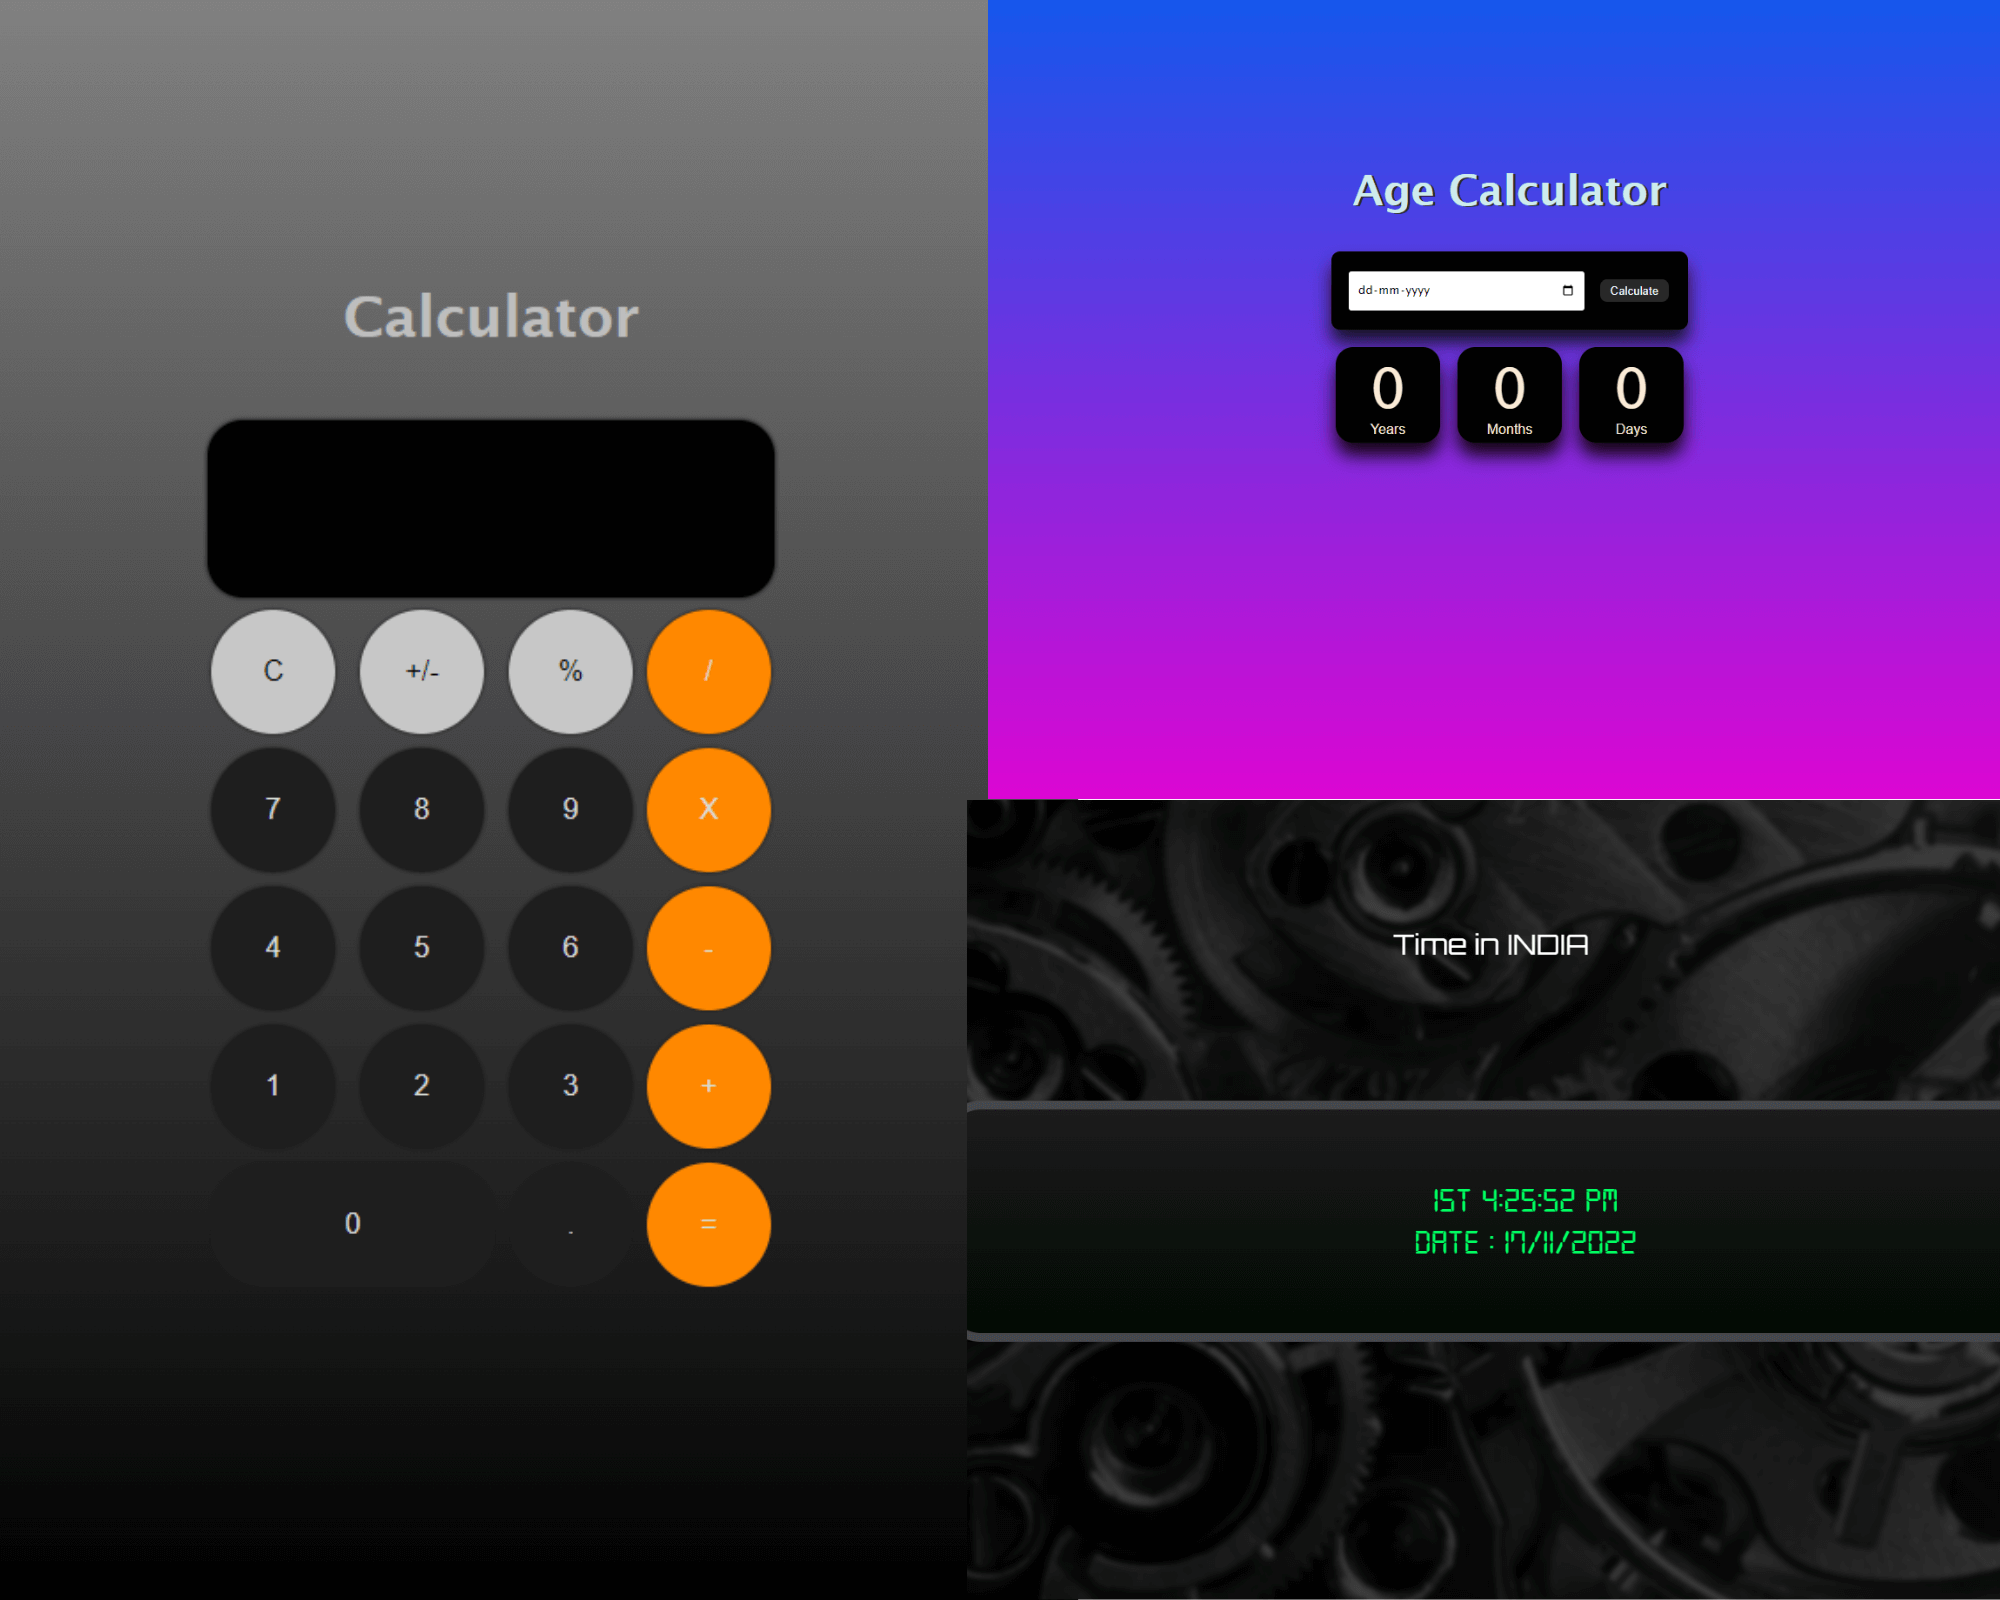 Calculator
C +/- % /
7 8 9 X
4 5 6 -
1 2 3 +
0 . =
Age Calculator
dd-mm-yyyy Calculate
0 0 0
Years Months Days
Time in INDIA
IST 4:25:52 PM
DATE : 17/11/2022